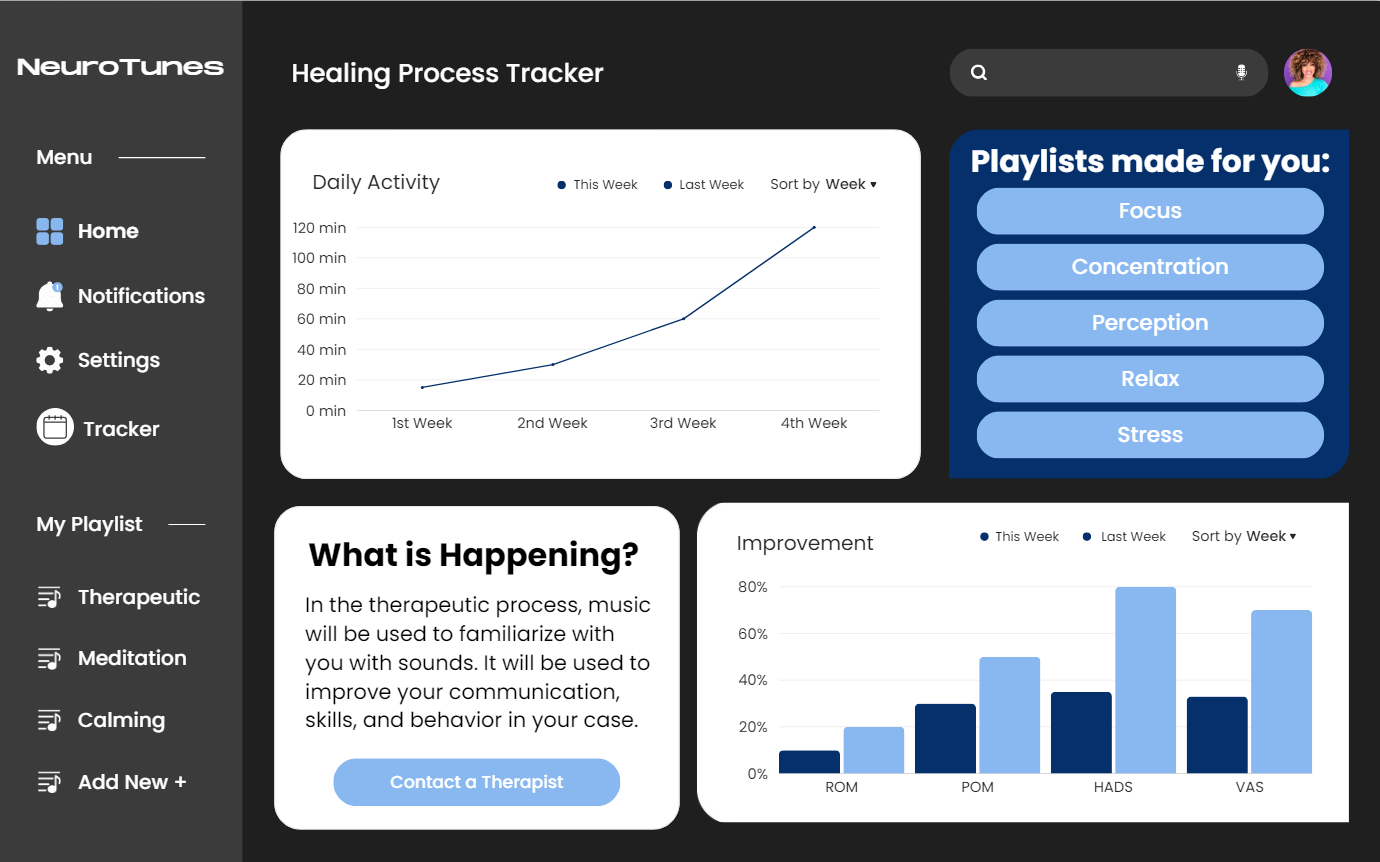 NeuroTunes
Menu
Home
1
Notifications
Settings
Tracker
My Playlist
Therapeutic
Meditation
Calming
Add New +
Healing Process Tracker
Daily Activity
This Week
Last Week
Sort by Week ▾
120 min
100 min
80 min
60 min
40 min
20 min
0 min
1st Week
2nd Week
3rd Week
4th Week
Playlists made for you:
Focus
Concentration
Perception
Relax
Stress
What is Happening?
In the therapeutic process, music
will be used to familiarize with
you with sounds. It will be used to
improve your communication,
skills, and behavior in your case.
Contact a Therapist
Improvement
This Week
Last Week
Sort by Week ▾
80%
60%
40%
20%
0%
ROM
POM
HADS
VAS